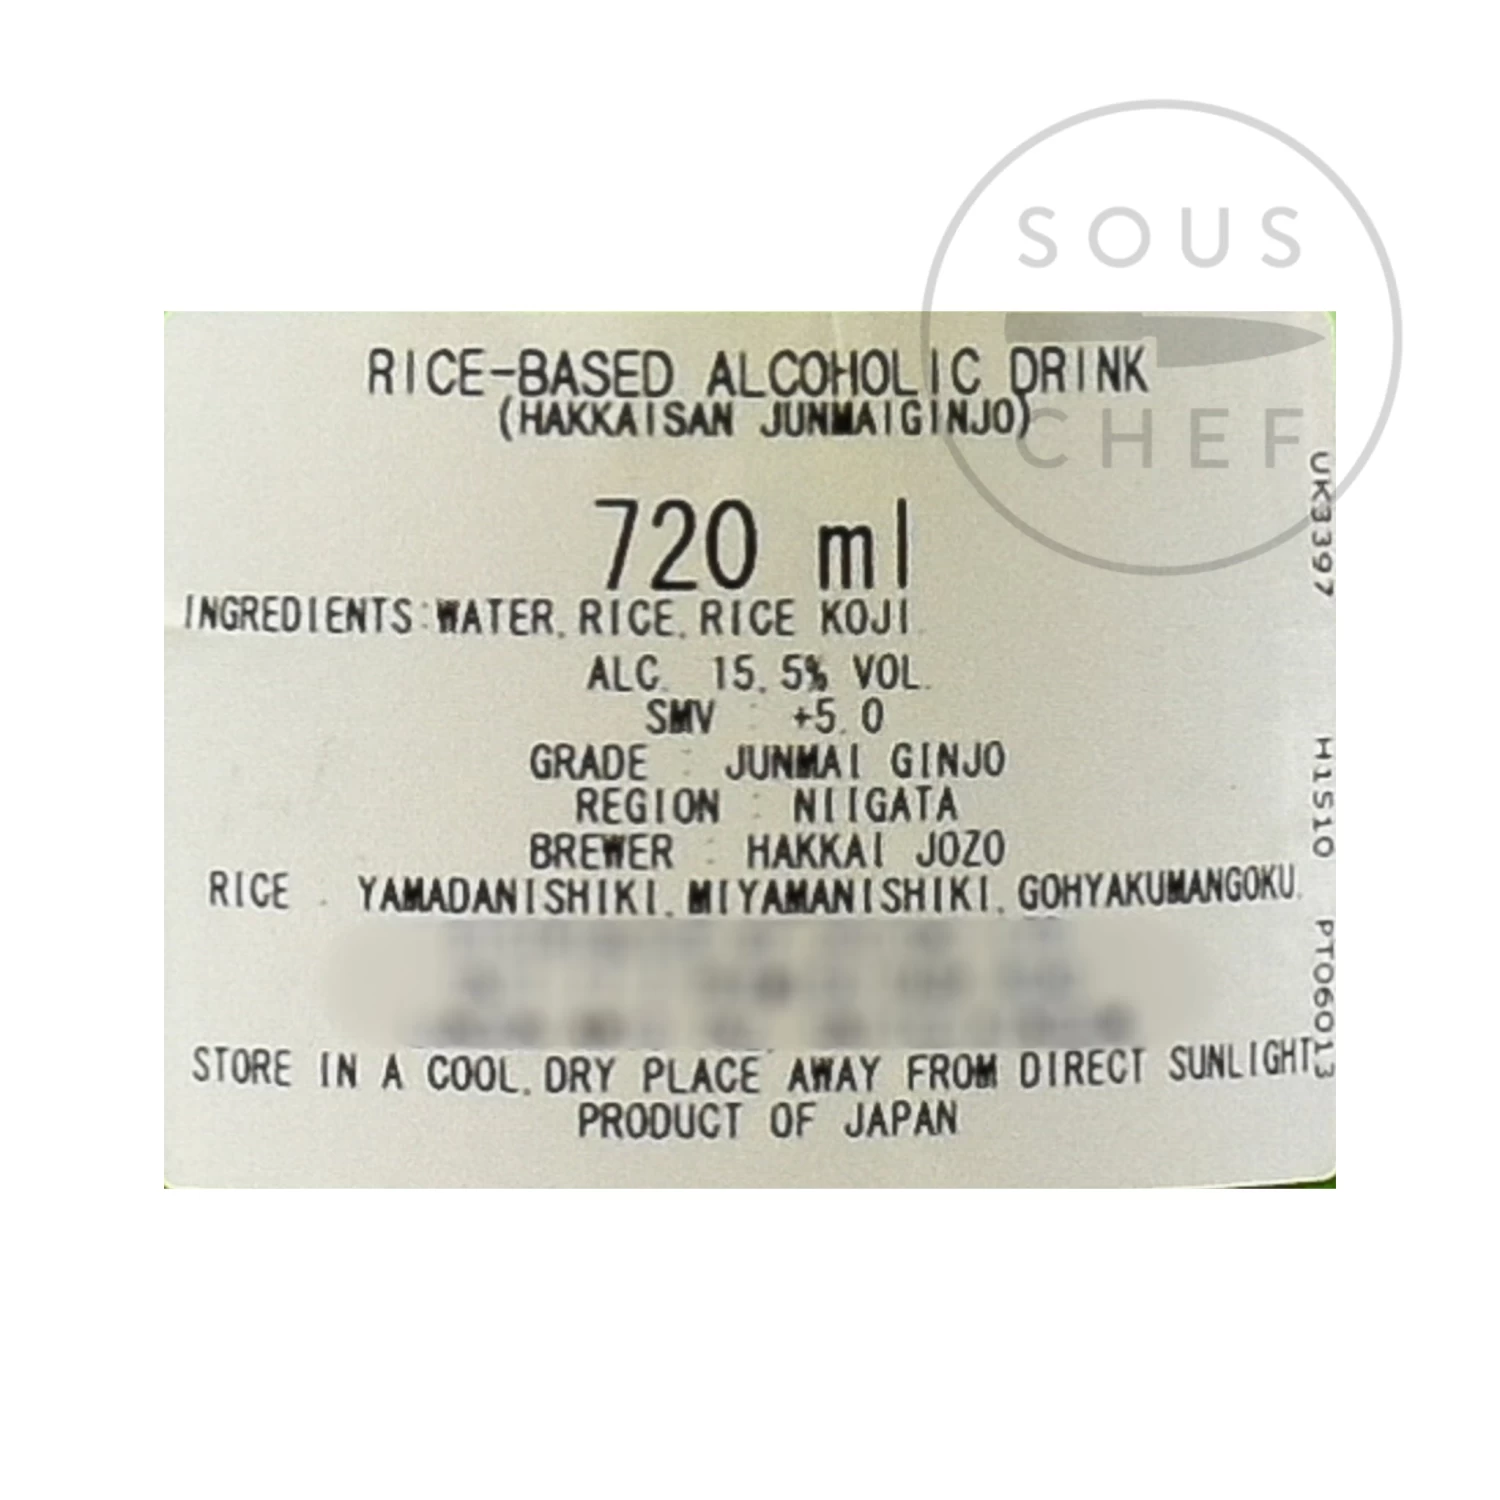 SOUS
CHEF
RICE-BASED ALCOHOLIC DRINK
(HAKKAISAN JUNMAIGINJO)
720 ml
INGREDIENTS:WATER,RICE,RICE KOJI
ALC. 15.5% VOL.
SMV : +5.0
GRADE : JUNMAI GINJO
REGION : NIIGATA
BREWER : HAKKAI JOZO
RICE : YAMADANISHIKI,MIYAMANISHIKI,GOHYAKUMANGOKU,
STORE IN A COOL,DRY PLACE AWAY FROM DIRECT SUNLIGHT
PRODUCT OF JAPAN
UK3397 H1S10 PT06013